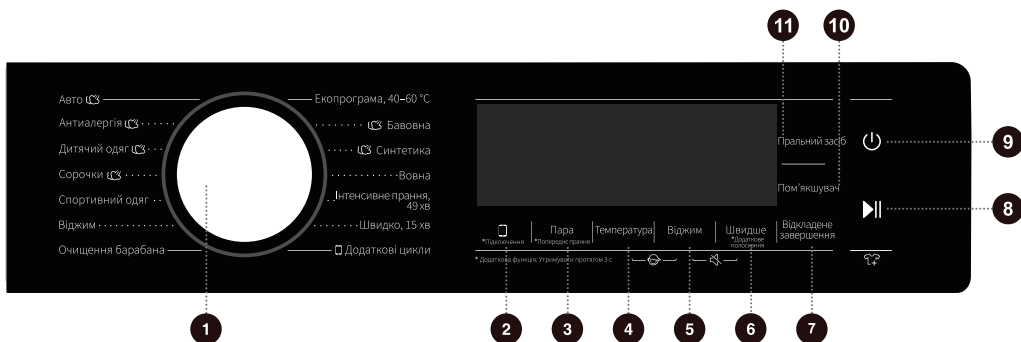 11
10
Авто
Антиалергія
Дитячий одяг
Сорочки
Спортивний одяг
Віджим
Очищення барабана
Екопрограма, 40–60 °C
Бавовна
Синтетика
Вовна
Інтенсивне прання,
49 хв
Швидко, 15 хв
Додаткові цикли
Пральний засіб
Пом’якшувач
9
8
*Підключення
Пара
*Попереднє прання
Температура
Віджим
Швидше
*Додаткове
полоскання
Відкладене
завершення
* Додаткова функція: Утримувати протягом 3 с
1
2
3
4
5
6
7